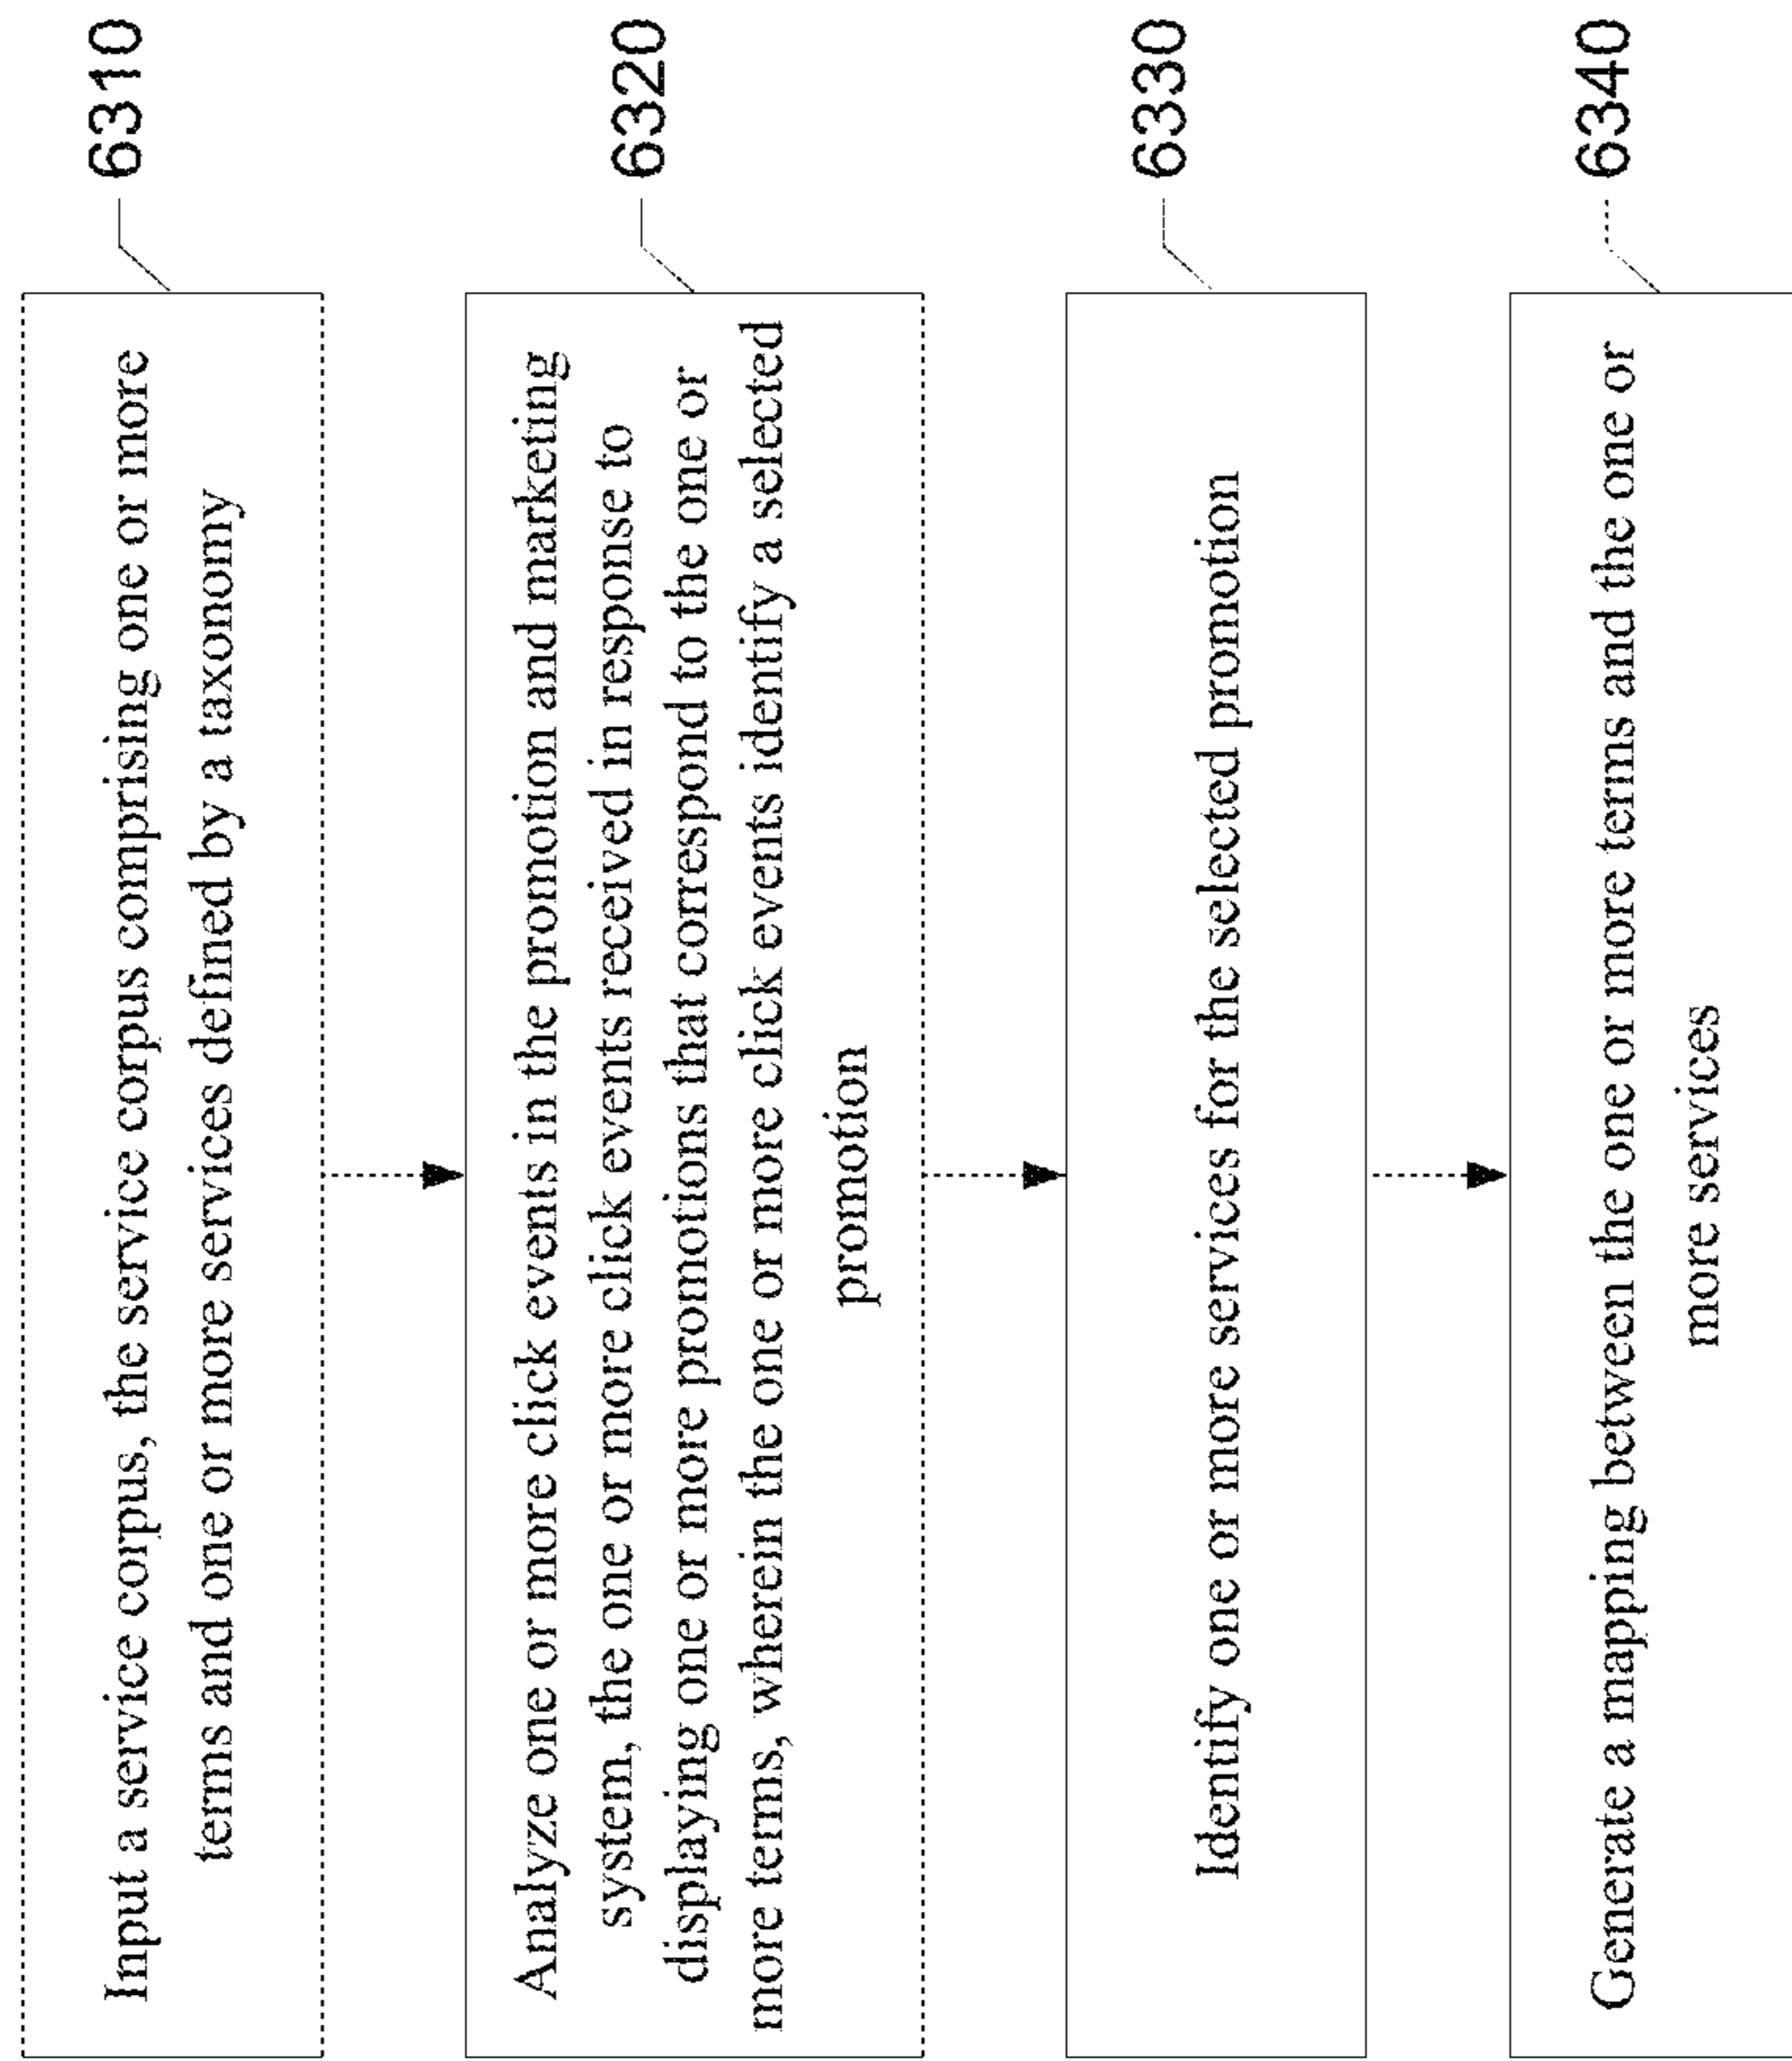 Input a service corpus, the service corpus comprising one or more
terms and one or more services defined by a taxonomy
6310
Analyze one or more click events in the promotion and marketing
system, the one or more click events received in response to
displaying one or more promotions that correspond to the one or
more terms, wherein the one or more click events identify a selected
promotion
6320
Identify one or more services for the selected promotion
6330
Generate a mapping between the one or more terms and the one or
more services
6340